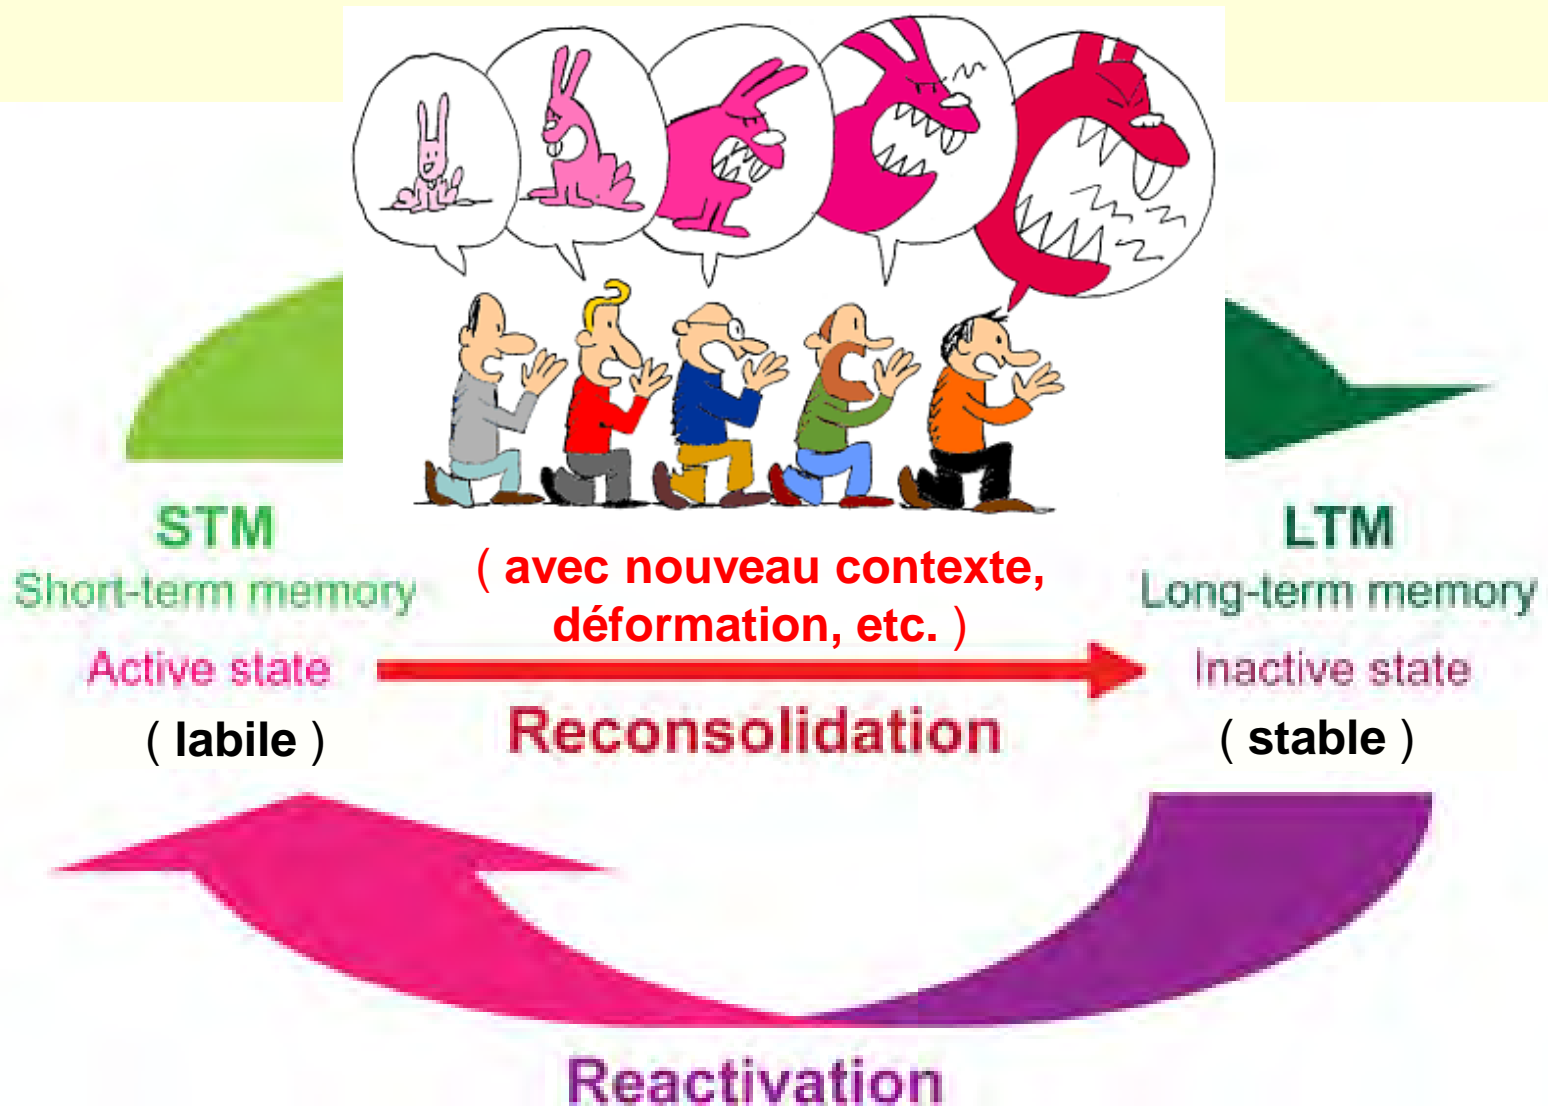 STM
Short-term memory
Active state
( labile )
( avec nouveau contexte,
déformation, etc. )
Reconsolidation
LTM
Long-term memory
Inactive state
( stable )
Reactivation